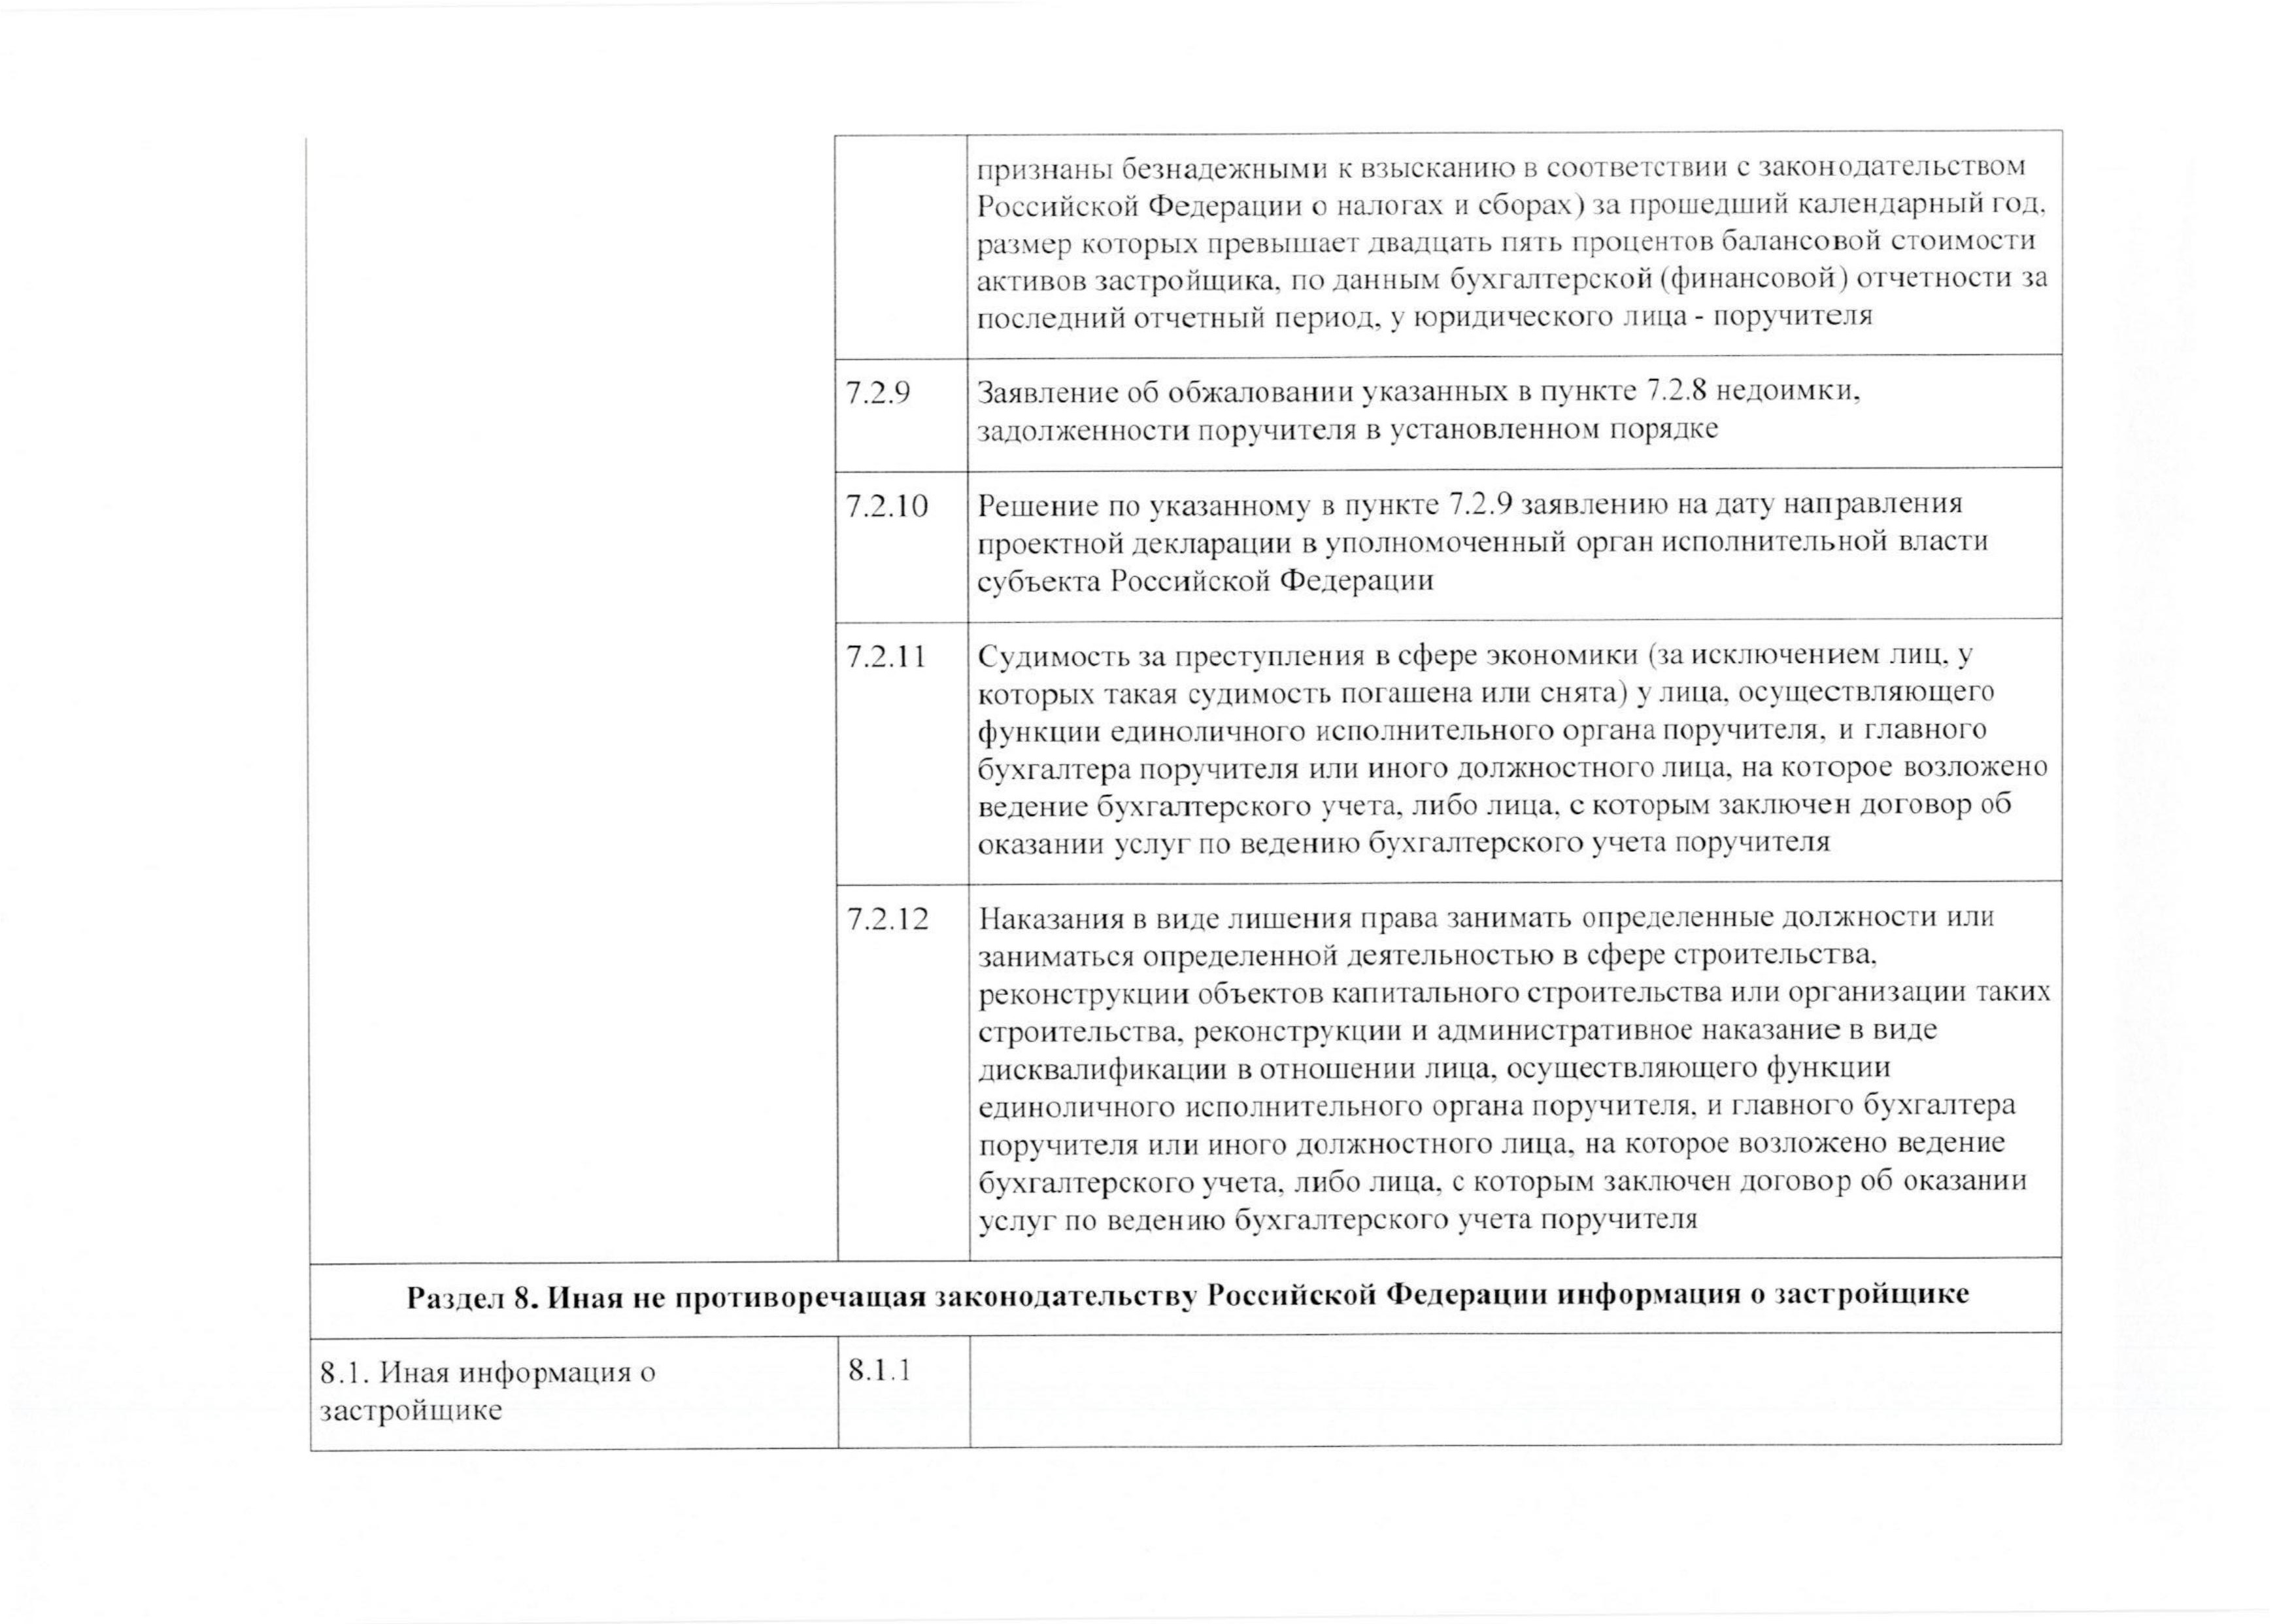 признаны безнадежными к взысканию в соответствии с законодательством
Российской Федерации о налогах и сборах) за прошедший календарный год,
размер которых превышает двадцать пять процентов балансовой стоимости
активов застройщика, по данным бухгалтерской (финансовой) отчетности за
последний отчетный период, у юридического лица - поручителя
7.2.9 Заявление об обжаловании указанных в пункте 7.2.8 недоимки,
задолженности поручителя в установленном порядке
7.2.10 Решение по указанному в пункте 7.2.9 заявлению на дату направления
проектной декларации в уполномоченный орган исполнительной власти
субъекта Российской Федерации
7.2.11 Судимость за преступления в сфере экономики (за исключением лиц, у
которых такая судимость погашена или снята) у лица, осуществляющего
функции единоличного исполнительного органа поручителя, и главного
бухгалтера поручителя или иного должностного лица, на которое возложено
ведение бухгалтерского учета, либо лица, с которым заключен договор об
оказании услуг по ведению бухгалтерского учета поручителя
7.2.12 Наказания в виде лишения права занимать определенные должности или
заниматься определенной деятельностью в сфере строительства,
реконструкции объектов капитального строительства или организации таких
строительства, реконструкции и административное наказание в виде
дисквалификации в отношении лица, осуществляющего функции
единоличного исполнительного органа поручителя, и главного бухгалтера
поручителя или иного должностного лица, на которое возложено ведение
бухгалтерского учета, либо лица, с которым заключен договор об оказании
услуг по ведению бухгалтерского учета поручителя
Раздел 8. Иная не противоречащая законодательству Российской Федерации информация о застройщике
8.1. Иная информация о 8.1.1
застройщике